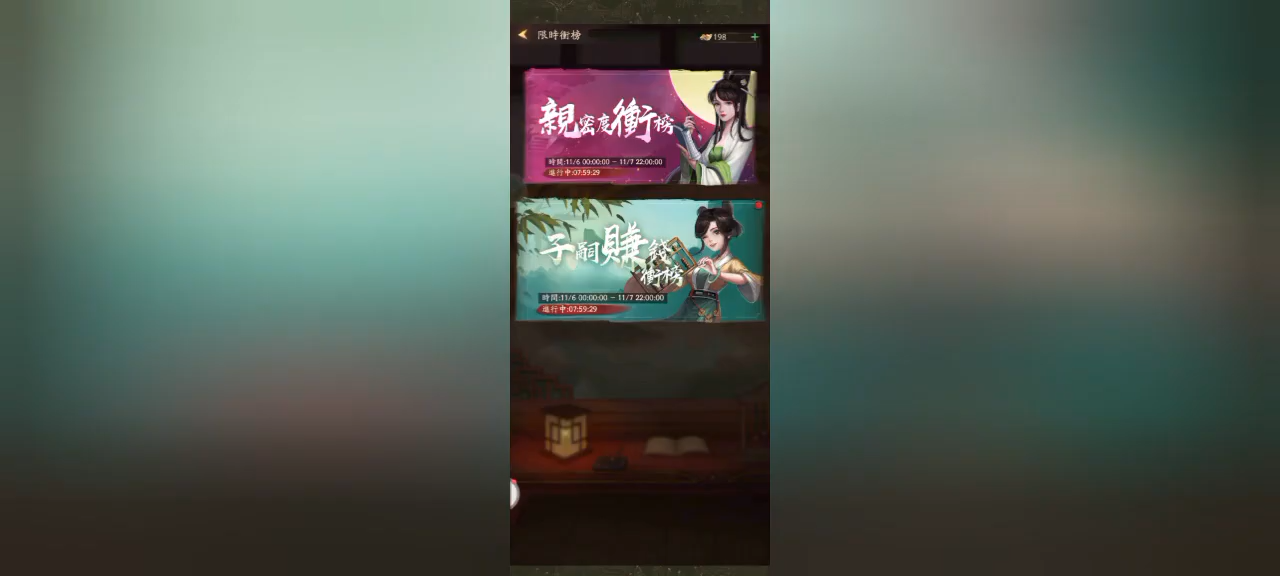 限時衝榜
198
親密度衝榜
時間:11/6 00:00:00 - 11/7 22:00:00
進行中:07:59:29
子嗣賺錢
衝榜
時間:11/6 00:00:00 - 11/7 22:00:00
進行中:07:59:29